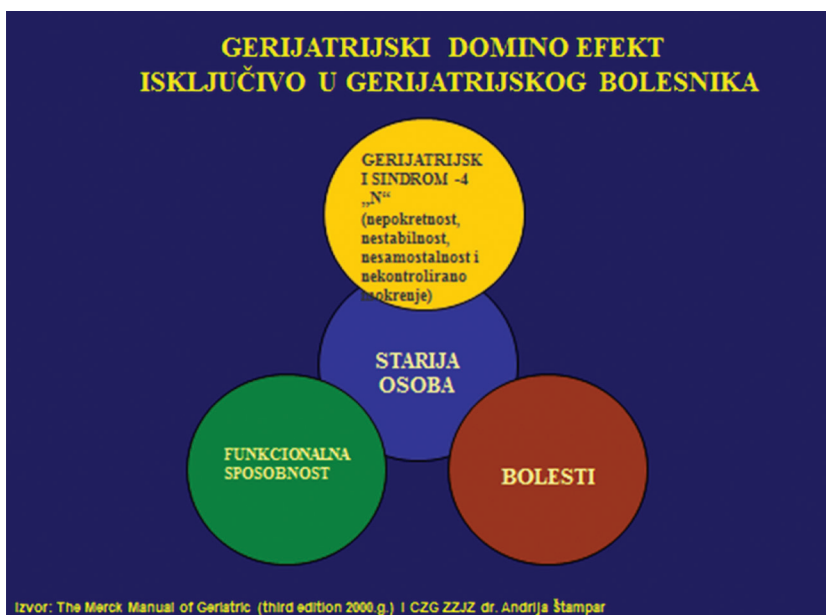 GERIJATRIJSKI DOMINO EFEKT
ISKLJUČIVO U GERIJATRIJSKOG BOLESNIKA
GERIJATRIJSK
I SINDROM -4
„N“
(nepokretnost,
nestabilnost,
nesamostalnost i
nekontrolirano
mokrenje)
STARIJA
OSOBA
FUNKCIONALNA
SPOSOBNOST
BOLESTI
Izvor: The Merck Manual of Geriatric (third edition 2000.g.) I CZG ZZJZ dr. Andrija Štampar